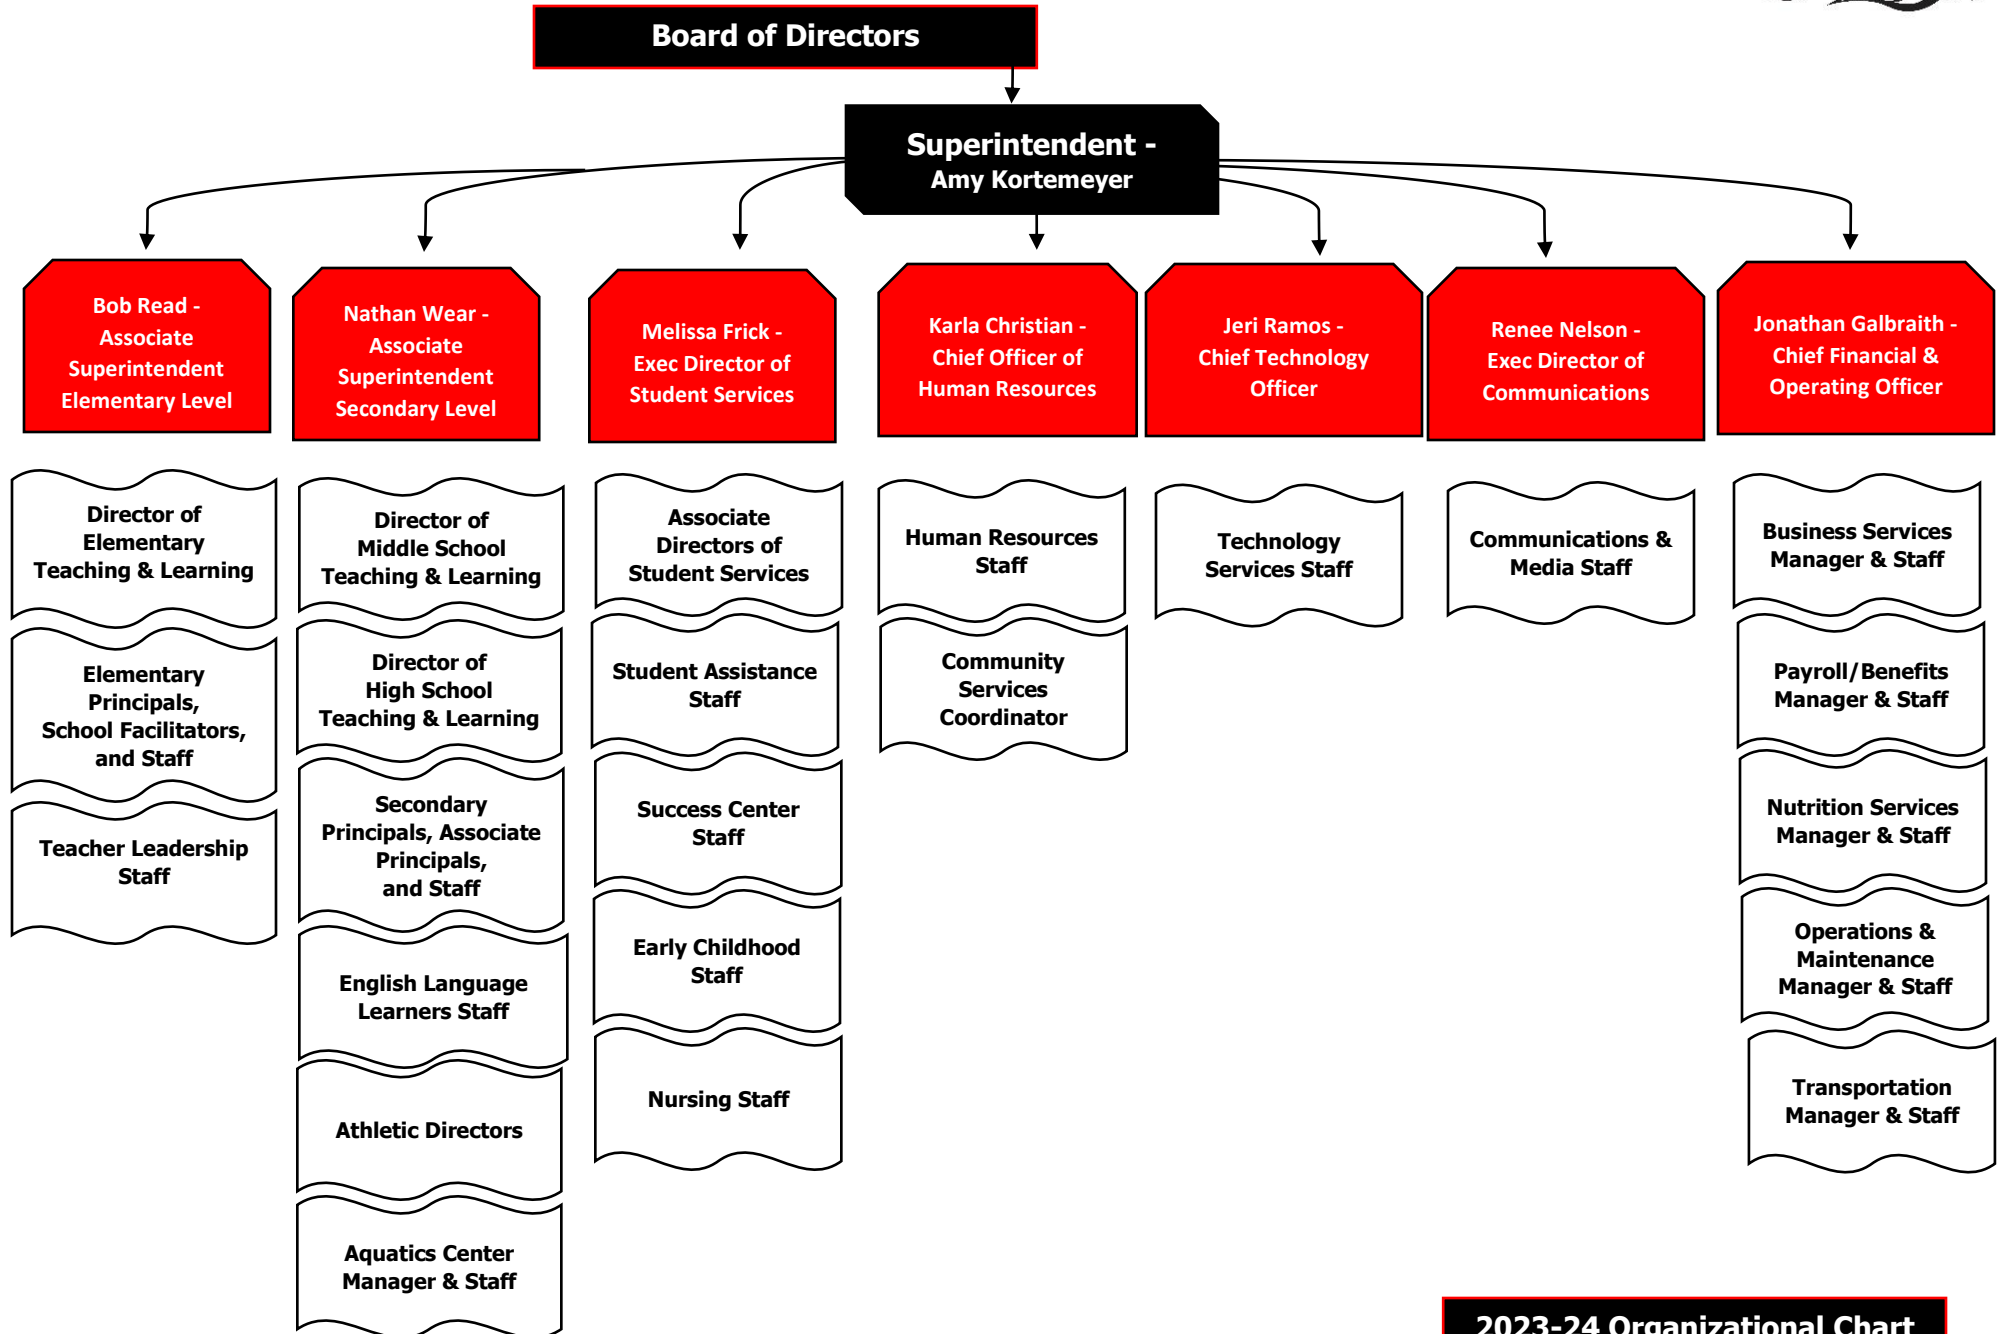 Board of Directors
Superintendent -
Amy Kortemeyer
Bob Read -
Associate
Superintendent
Elementary Level
Nathan Wear -
Associate
Superintendent
Secondary Level
Melissa Frick -
Exec Director of
Student Services
Karla Christian -
Chief Officer of
Human Resources
Jeri Ramos -
Chief Technology
Officer
Renee Nelson -
Exec Director of
Communications
Jonathan Galbraith -
Chief Financial &
Operating Officer
Director of
Elementary
Teaching & Learning
Elementary
Principals,
School Facilitators,
and Staff
Teacher Leadership
Staff
Director of
Middle School
Teaching & Learning
Director of
High School
Teaching & Learning
Secondary
Principals, Associate
Principals,
and Staff
English Language
Learners Staff
Athletic Directors
Aquatics Center
Manager & Staff
Associate
Directors of
Student Services
Student Assistance
Staff
Success Center
Staff
Early Childhood
Staff
Nursing Staff
Human Resources
Staff
Community
Services
Coordinator
Technology
Services Staff
Communications &
Media Staff
Business Services
Manager & Staff
Payroll/Benefits
Manager & Staff
Nutrition Services
Manager & Staff
Operations &
Maintenance
Manager & Staff
Transportation
Manager & Staff
2023-24 Organizational Chart